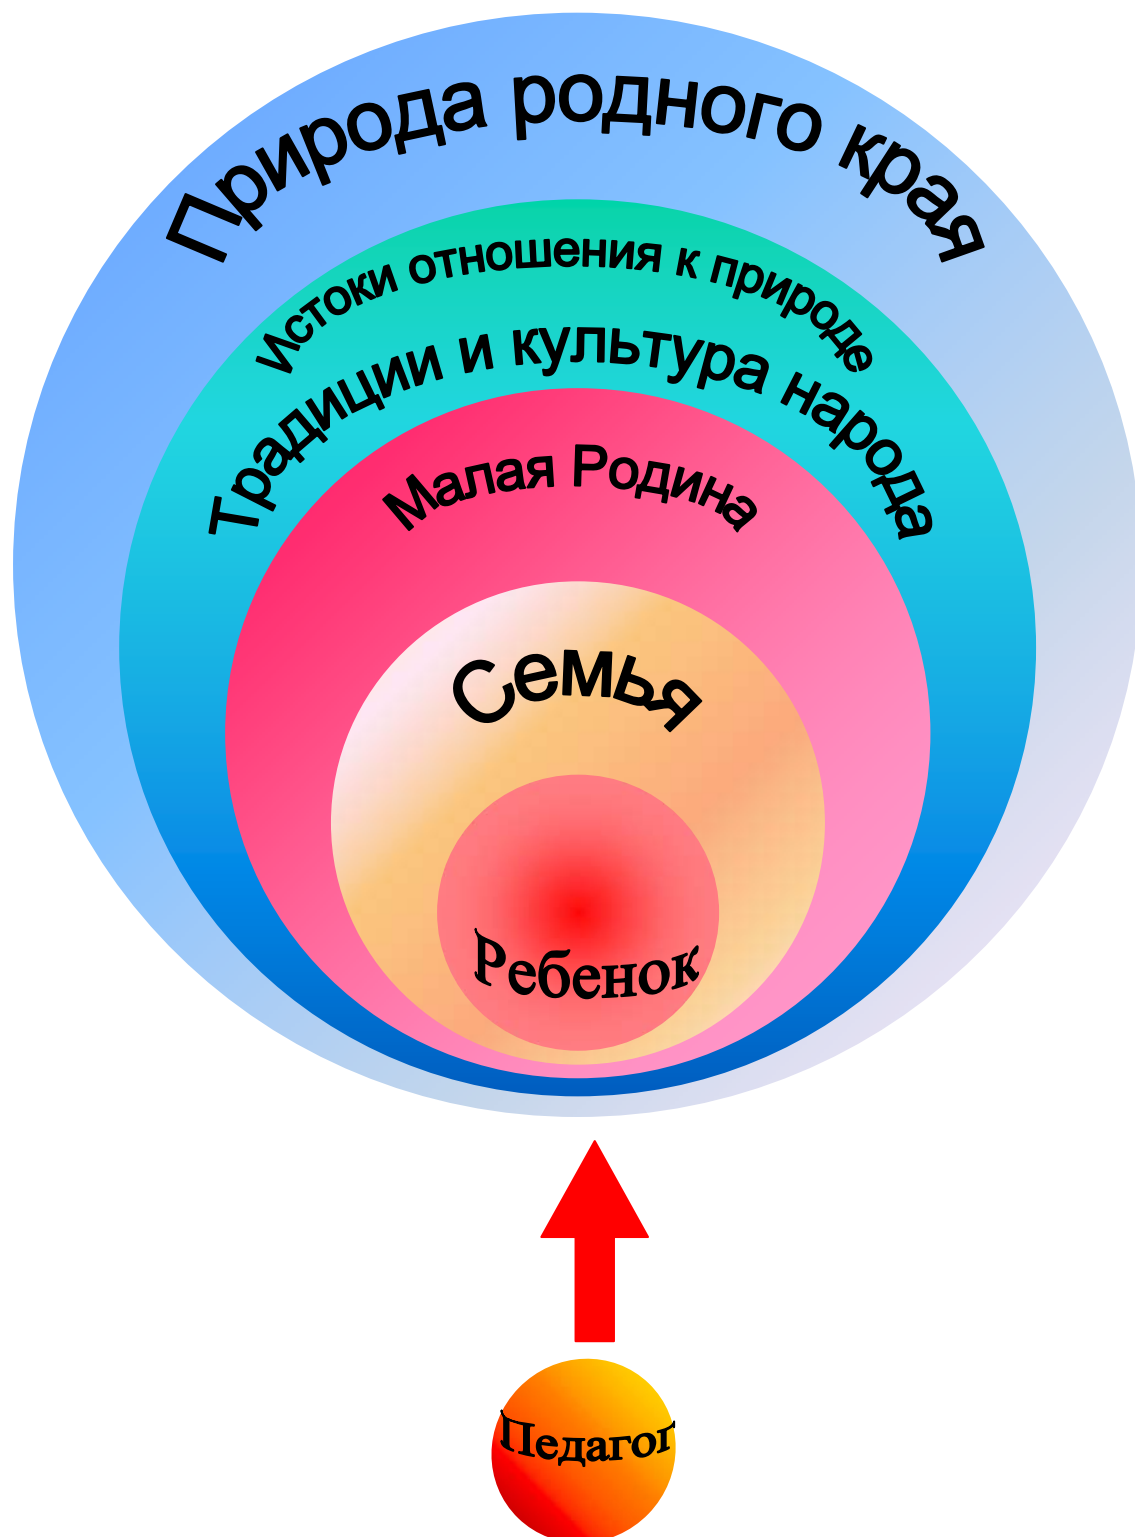 Природа родного края
Истоки отношения к природе
Традиции и культура народа
Малая Родина
Семья
Ребенок
Педагог